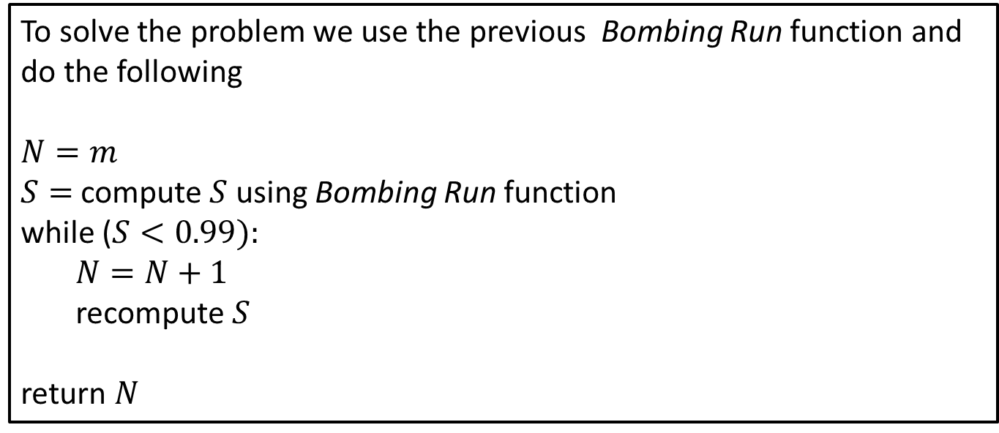 To solve the problem we use the previous Bombing Run function and
do the following
N = m
S = compute S using Bombing Run function
while (S < 0.99):
N = N + 1
recompute S
return N